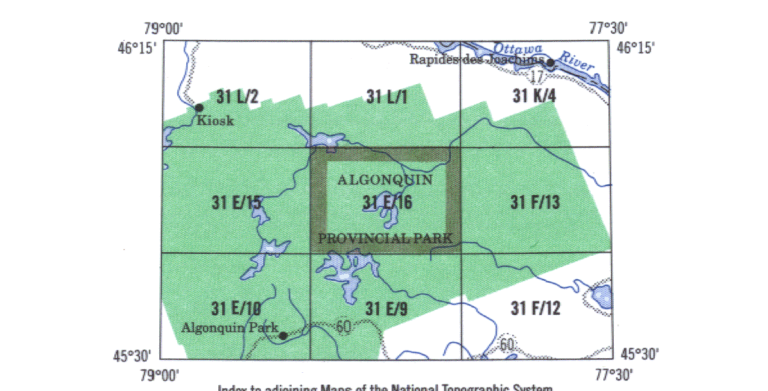 79°00'
77°30'
46°15'
46°15'
Ottawa River
Rapides des Joachims
17
31 L/2
31 L/1
31 K/4
Kiosk
ALGONQUIN
31 E/15
31 E/16
31 F/13
PROVINCIAL PARK
31 E/10
31 E/9
31 F/12
Algonquin Park
60
60
45°30'
45°30'
79°00'
77°30'
Index to adjoining Maps of the National Topographic System